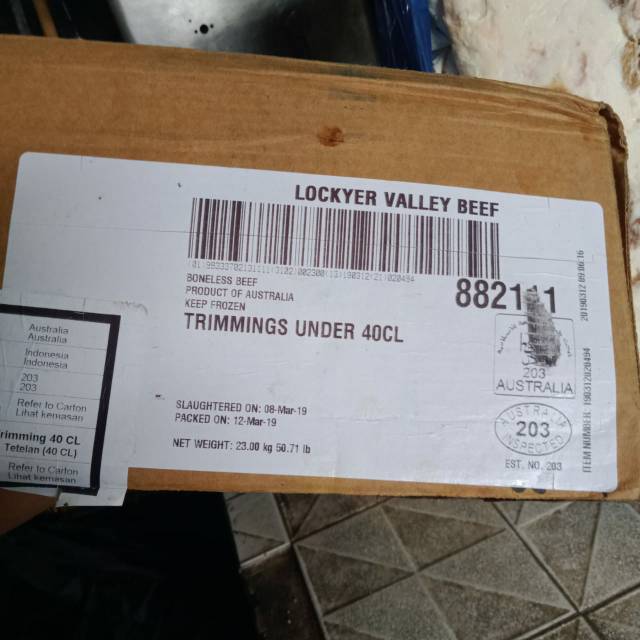 LOCKYER VALLEY BEEF
BONELESS BEEF
PRODUCT OF AUSTRALIA
KEEP FROZEN
TRIMMINGS UNDER 40CL
SLAUGHTERED ON: 08-Mar-19
PACKED ON: 12-Mar-19
NET WEIGHT: 23.00 kg 50.71 lb
203
AUSTRALIA
AUSTRALIA
INSPECTED
203
EST. NO. 203
ITEM NUMBER: 190312020494
Australia
Australia
Indonesia
Indonesia
203
203
Refer to Carton
Lihat kemasan
rimming 40 CL
Tetelan (40 CL)
Refer to Carton
Lihat kemasan